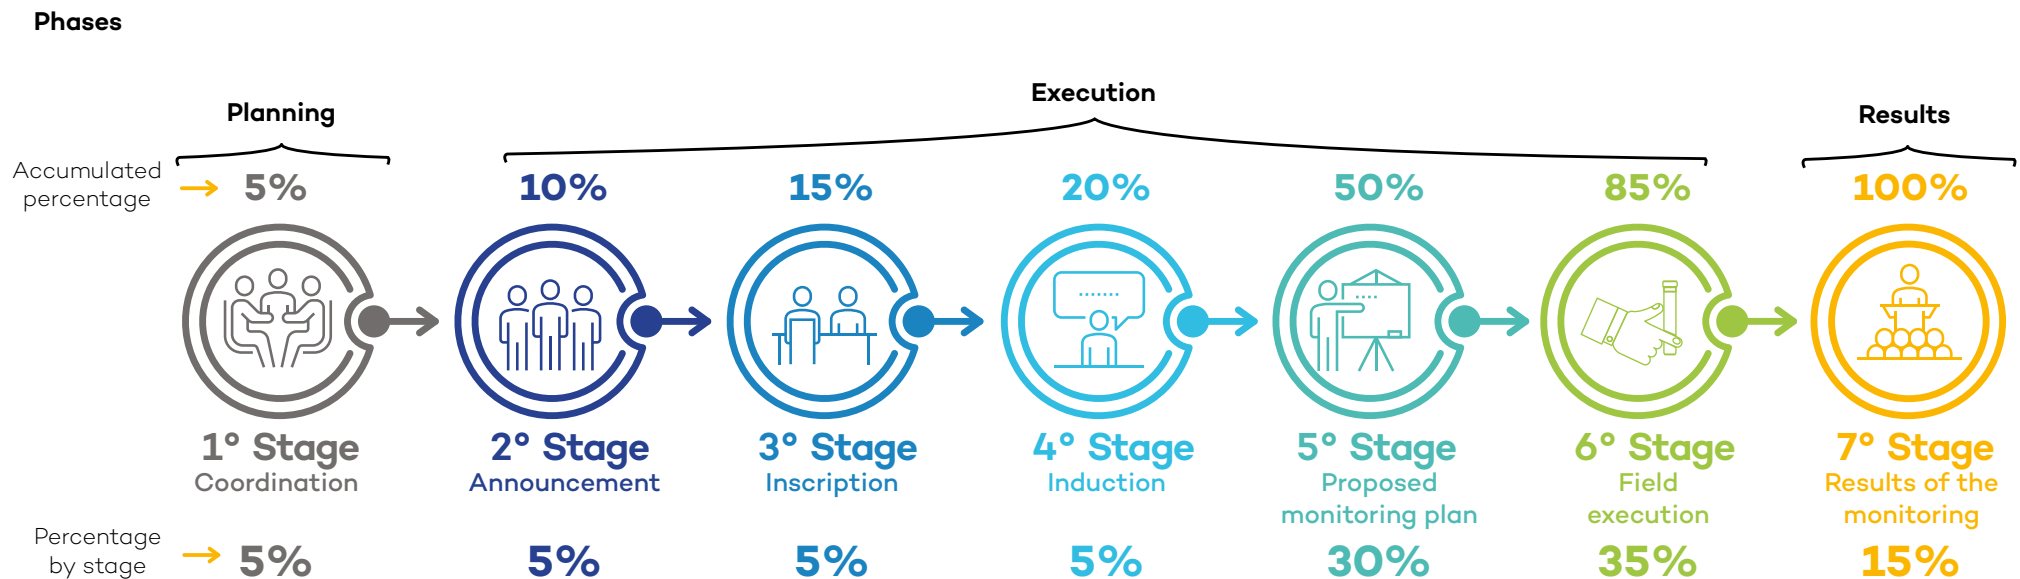 Phases
Planning
Execution
Results
Accumulated
percentage
5%
10%
15%
20%
50%
85%
100%
1° Stage
Coordination
2° Stage
Announcement
3° Stage
Inscription
4° Stage
Induction
5° Stage
Proposed
monitoring plan
6° Stage
Field
execution
7° Stage
Results of the
monitoring
Percentage
by stage
5%
5%
5%
5%
30%
35%
15%